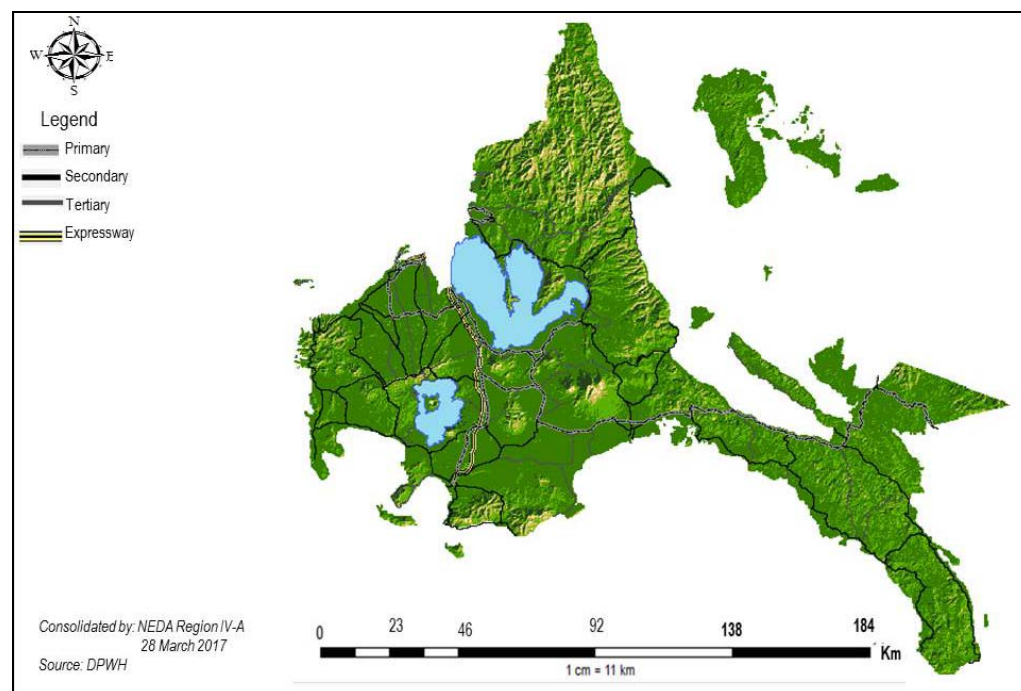 N
W E
S
Legend
Primary
Secondary
Tertiary
Expressway
Consolidated by: NEDA Region IV-A
28 March 2017
Source: DPWH
0 23 46 92 138 184 Km
1 cm = 11 km